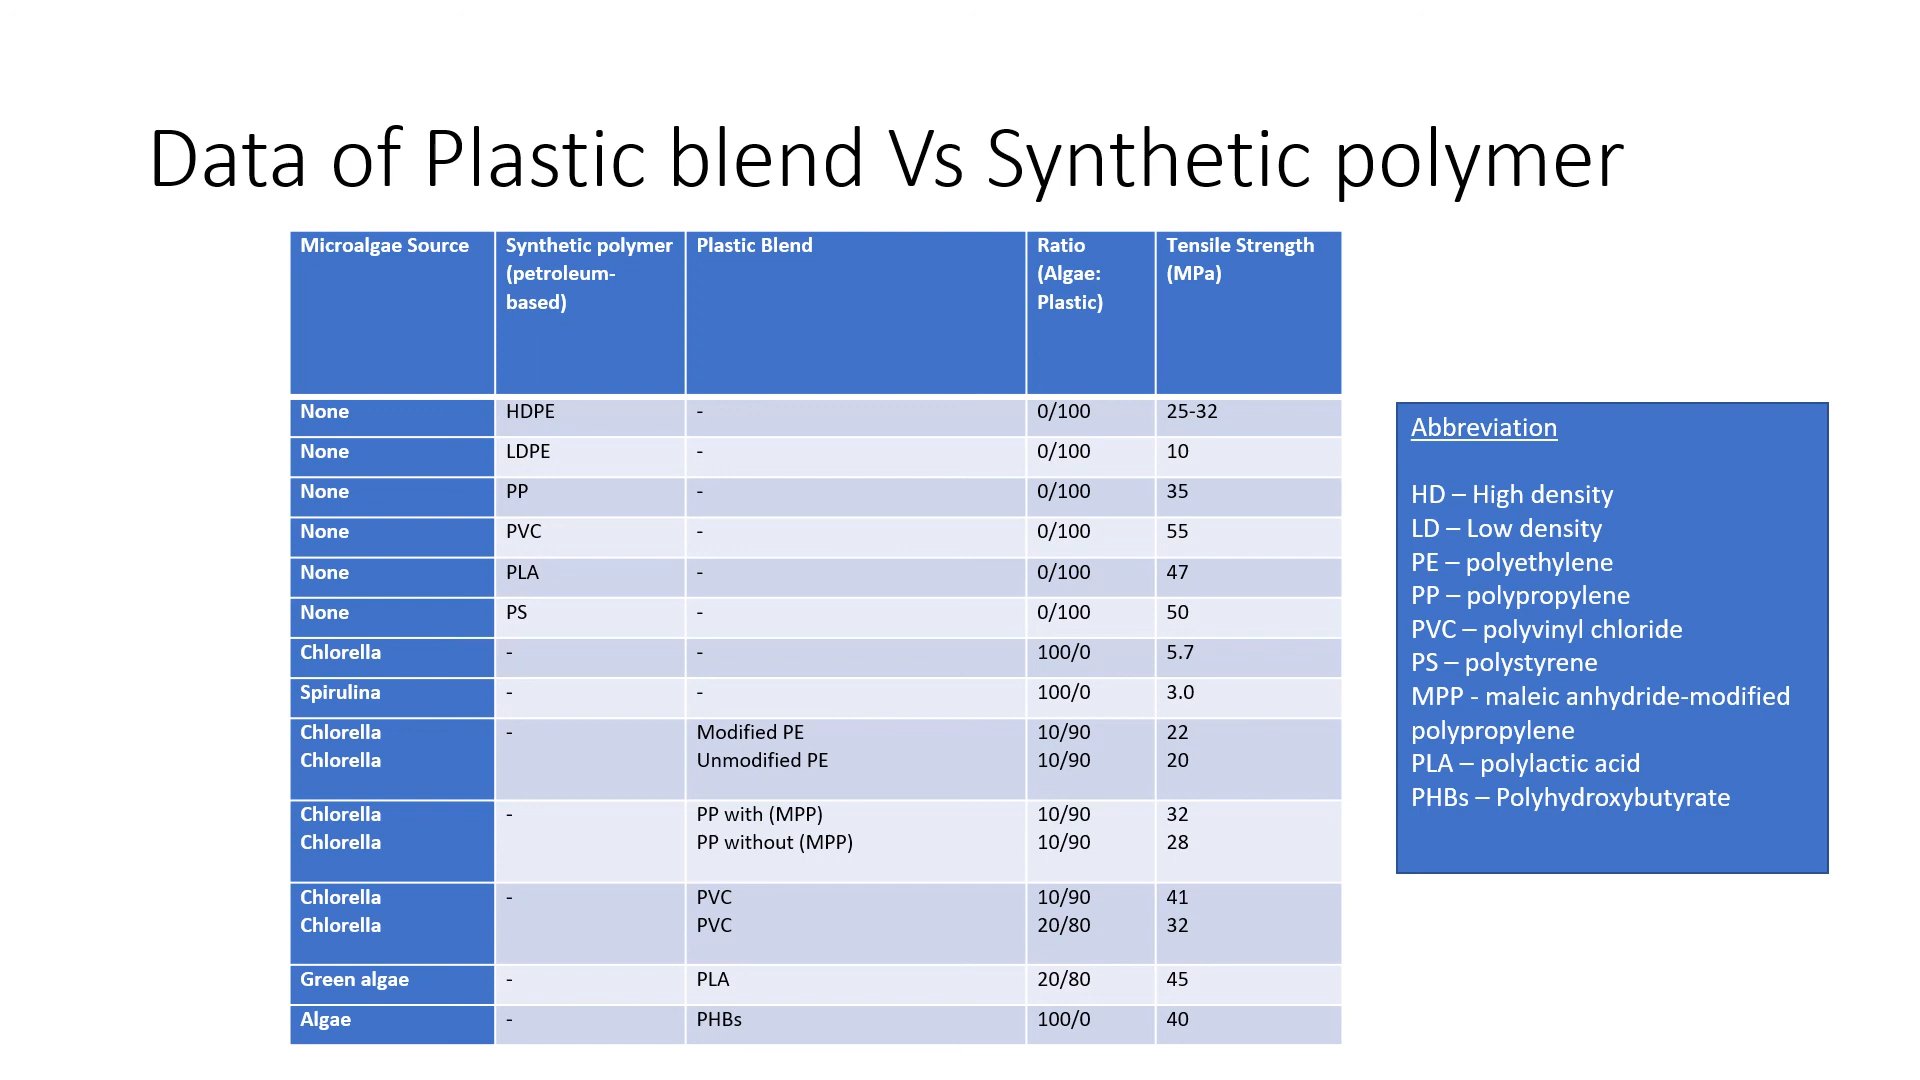 Data of Plastic blend Vs Synthetic polymer
Microalgae Source Synthetic polymer (petroleum-based) Plastic Blend Ratio (Algae: Plastic) Tensile Strength (MPa)
None HDPE - 0/100 25-32
None LDPE - 0/100 10
None PP - 0/100 35
None PVC - 0/100 55
None PLA - 0/100 47
None PS - 0/100 50
Chlorella - - 100/0 5.7
Spirulina - - 100/0 3.0
Chlorella - Modified PE 10/90 22
Chlorella Unmodified PE 10/90 20
Chlorella - PP with (MPP) 10/90 32
Chlorella PP without (MPP) 10/90 28
Chlorella - PVC 10/90 41
Chlorella PVC 20/80 32
Green algae - PLA 20/80 45
Algae - PHBs 100/0 40
Abbreviation
HD – High density
LD – Low density
PE – polyethylene
PP – polypropylene
PVC – polyvinyl chloride
PS – polystyrene
MPP - maleic anhydride-modified
polypropylene
PLA – polylactic acid
PHBs – Polyhydroxybutyrate